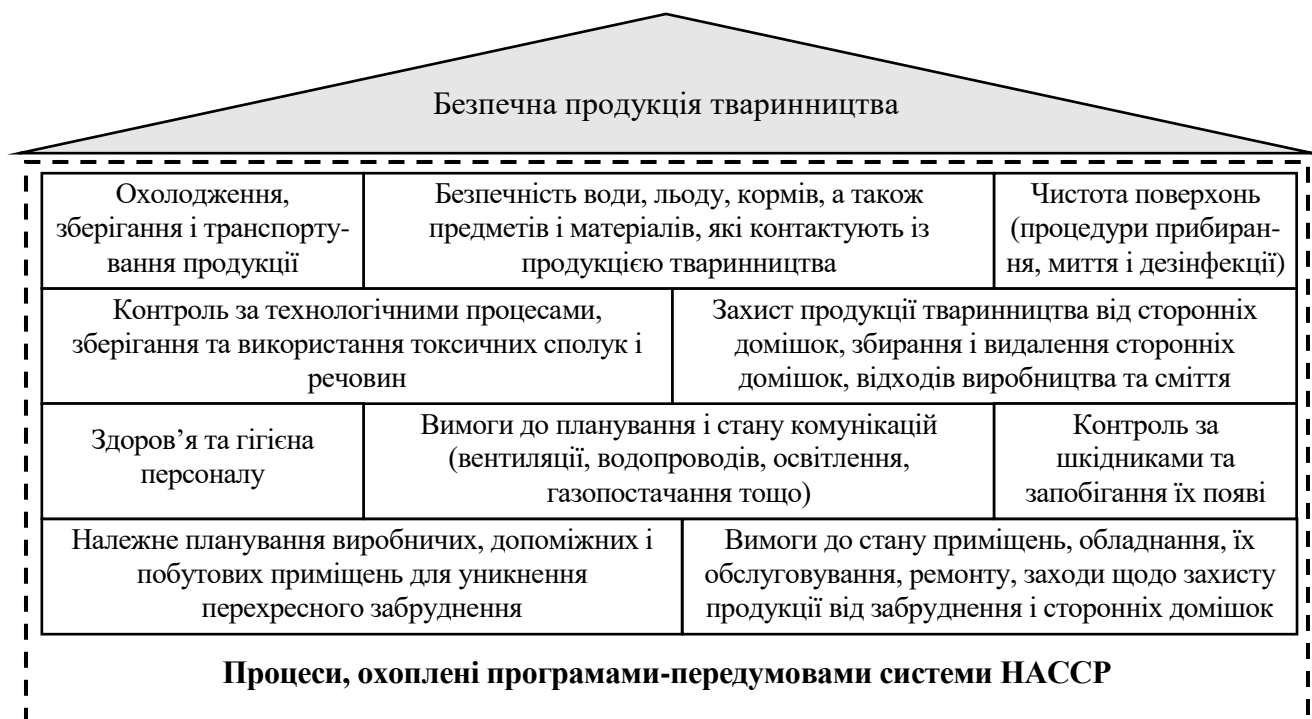 Безпечна продукція тваринництва
Охолодження,
зберігання і транспорту-
вання продукції
Безпечність води, льоду, кормів, а також
предметів і матеріалів, які контактують із
продукцією тваринництва
Чистота поверхонь
(процедури прибиран-
ня, миття і дезінфекції)
Контроль за технологічними процесами,
зберігання та використання токсичних сполук і
речовин
Захист продукції тваринництва від сторонніх
домішок, збирання і видалення сторонніх
домішок, відходів виробництва та сміття
Здоров’я та гігієна
персоналу
Вимоги до планування і стану комунікацій
(вентиляції, водопроводів, освітлення,
газопостачання тощо)
Контроль за
шкідниками та
запобігання їх появі
Належне планування виробничих, допоміжних і
побутових приміщень для уникнення
перехресного забруднення
Вимоги до стану приміщень, обладнання, їх
обслуговування, ремонту, заходи щодо захисту
продукції від забруднення і сторонніх домішок
Процеси, охоплені програмами-передумовами системи НАССР